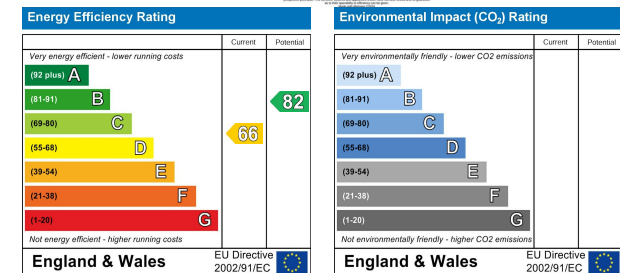 Energy Efficiency Rating
Current Potential
Very energy efficient - lower running costs
(92 plus) A
(81-91) B
82
(69-80) C
66
(55-68) D
(39-54) E
(21-38) F
(1-20) G
Not energy efficient - higher running costs
England & Wales
EU Directive
2002/91/EC
Environmental Impact (CO2) Rating
Current Potential
Very environmentally friendly - lower CO2 emissions
(92 plus) A
(81-91) B
(69-80) C
(55-68) D
(39-54) E
(21-38) F
(1-20) G
Not environmentally friendly - higher CO2 emissions
England & Wales
EU Directive
2002/91/EC